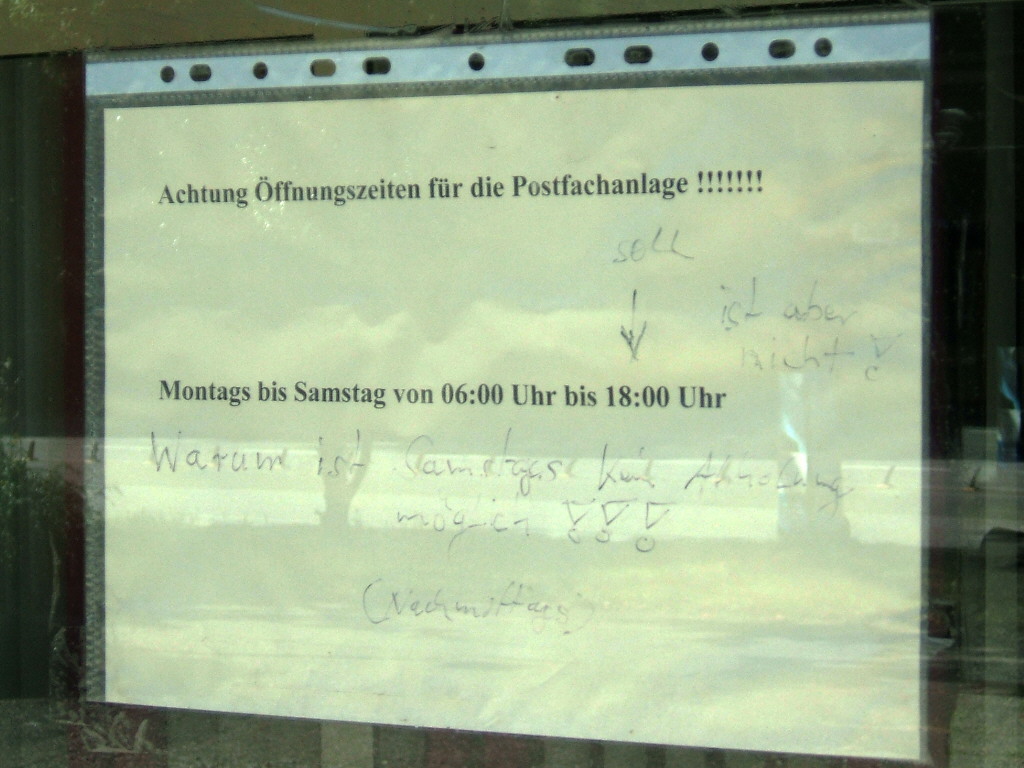 Achtung Öffnungszeiten für die Postfachanlage !!!!!!!
soll
ist aber
nicht !
Montags bis Samstag von 06:00 Uhr bis 18:00 Uhr
Warum ist Samstags kein Abholung
möglich !!!
(Nachmittags)